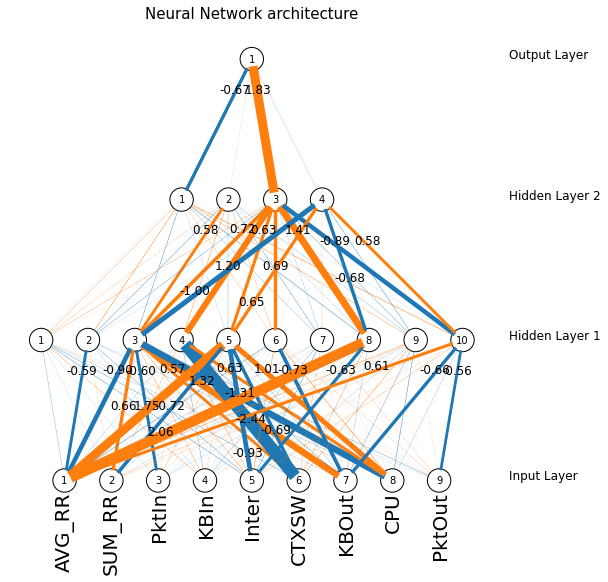 Neural Network architecture
1
Output Layer
-0.67
1.83
1 2 3 4
Hidden Layer 2
0.58 0.72 0.63 1.41
-0.89 0.58
1.20 0.69
-0.68
-1.00
0.65
1 2 3 4 5 6 7 8 9 10
Hidden Layer 1
-0.59 -0.90 -0.60 0.57 0.63 1.01 -0.73 -0.63 0.61 -0.66 -0.56
1.32
-1.31
0.66 1.75 -0.72
-2.44
2.06 -0.69
-0.93
1 2 3 4 5 6 7 8 9
Input Layer
AVG_RR
SUM_RR
PktIn
KBIn
Inter
CTXSW
KBOut
CPU
PktOut